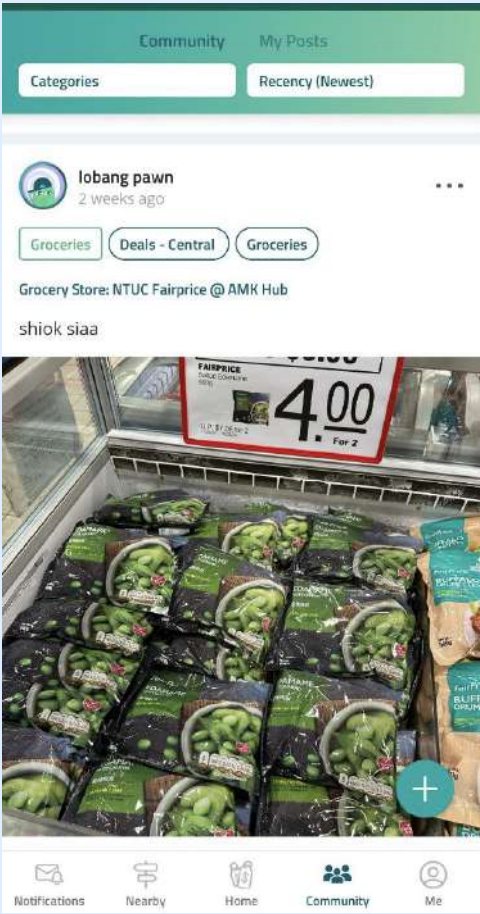 Community My Posts
Categories Recency (Newest)
lobang pawn
2 weeks ago
Groceries Deals - Central Groceries
Grocery Store: NTUC Fairprice @ AMK Hub
shiok siaa
FAIRPRICE
4.00
For 2
EDAMAME
Notifications Nearby Home Community Me